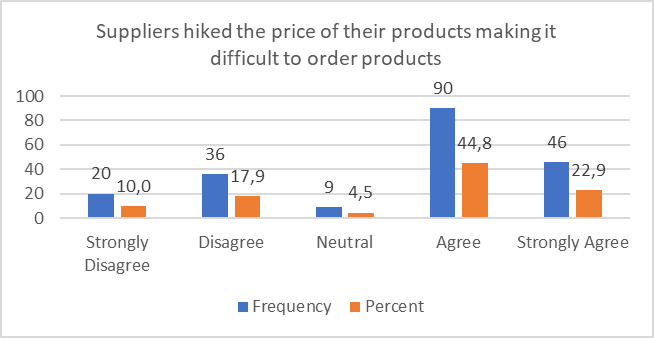 Suppliers hiked the price of their products making it
difficult to order products
100
80
60
40
20
0
20
10,0
36
17,9
9
4,5
90
44,8
46
22,9
Strongly
Disagree
Disagree
Neutral
Agree
Strongly Agree
Frequency
Percent